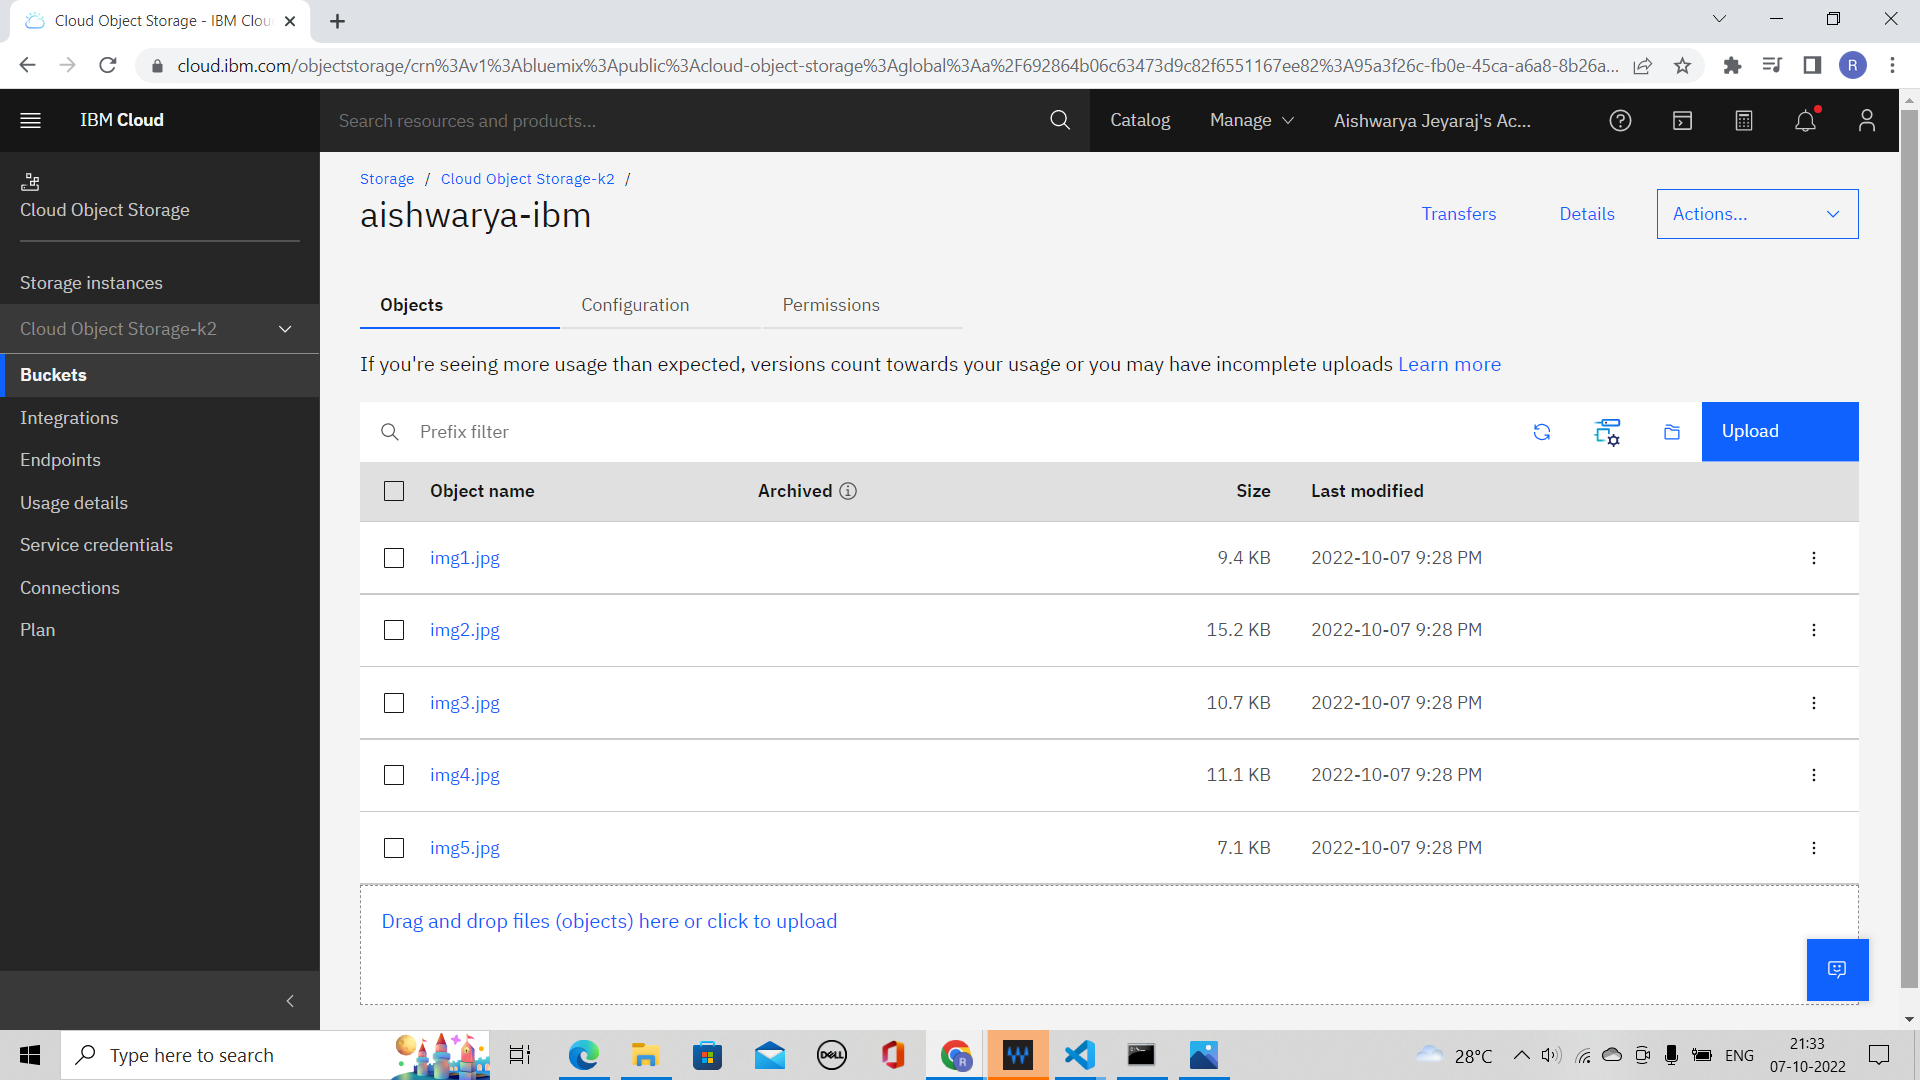 Cloud Object Storage - IBM Clou
cloud.ibm.com/objectstorage/crn%3Av1%3Abluemix%3Apublic%3Acloud-object-storage%3Aglobal%3Aa%2F692864b06c63473d9c82f6551167ee82%3A95a3f26c-fb0e-45ca-a6a8-8b26a...
R
IBM Cloud
Search resources and products...
Catalog
Manage
Aishwarya Jeyaraj's Ac...
Cloud Object Storage
Storage instances
Cloud Object Storage-k2
Buckets
Integrations
Endpoints
Usage details
Service credentials
Connections
Plan
Storage / Cloud Object Storage-k2 /
aishwarya-ibm
Transfers
Details
Actions...
Objects
Configuration
Permissions
If you're seeing more usage than expected, versions count towards your usage or you may have incomplete uploads Learn more
Prefix filter
Upload
Object name Archived Size Last modified
img1.jpg 9.4 KB 2022-10-07 9:28 PM
img2.jpg 15.2 KB 2022-10-07 9:28 PM
img3.jpg 10.7 KB 2022-10-07 9:28 PM
img4.jpg 11.1 KB 2022-10-07 9:28 PM
img5.jpg 7.1 KB 2022-10-07 9:28 PM
Drag and drop files (objects) here or click to upload
Type here to search
DELL
R
28°C
ENG
21:33
07-10-2022